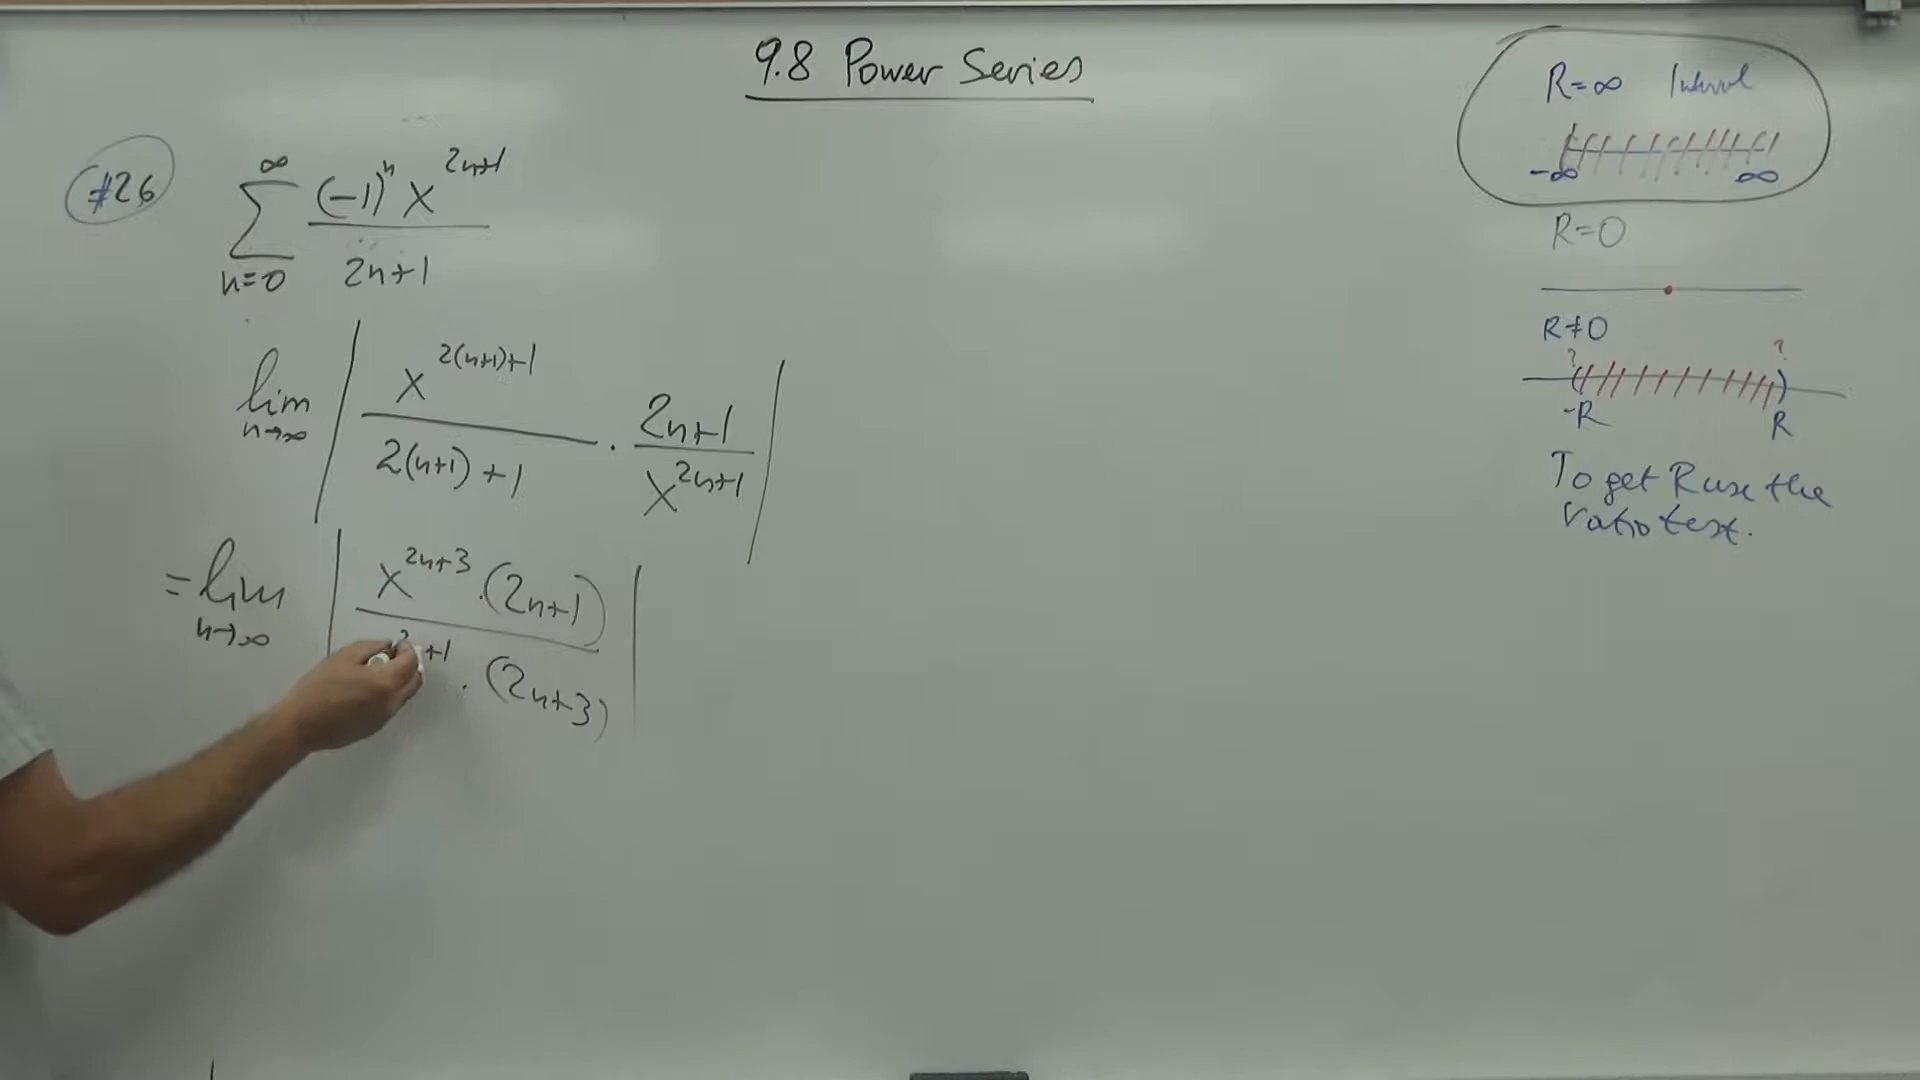 9.8 Power Series
#26
∞
∑ (-1)^n x^{2n+1}
n=0 2n+1
lim | x^{2(n+1)+1} / 2(n+1)+1 · 2n+1 / x^{2n+1} |
n→∞
= lim | x^{2n+3} · (2n+1) / +1 · (2n+3) |
n→∞
R=∞ Interval
-∞ ∞
R=0
R≠0
? ?
( )
-R R
To get R use the
ratio test.